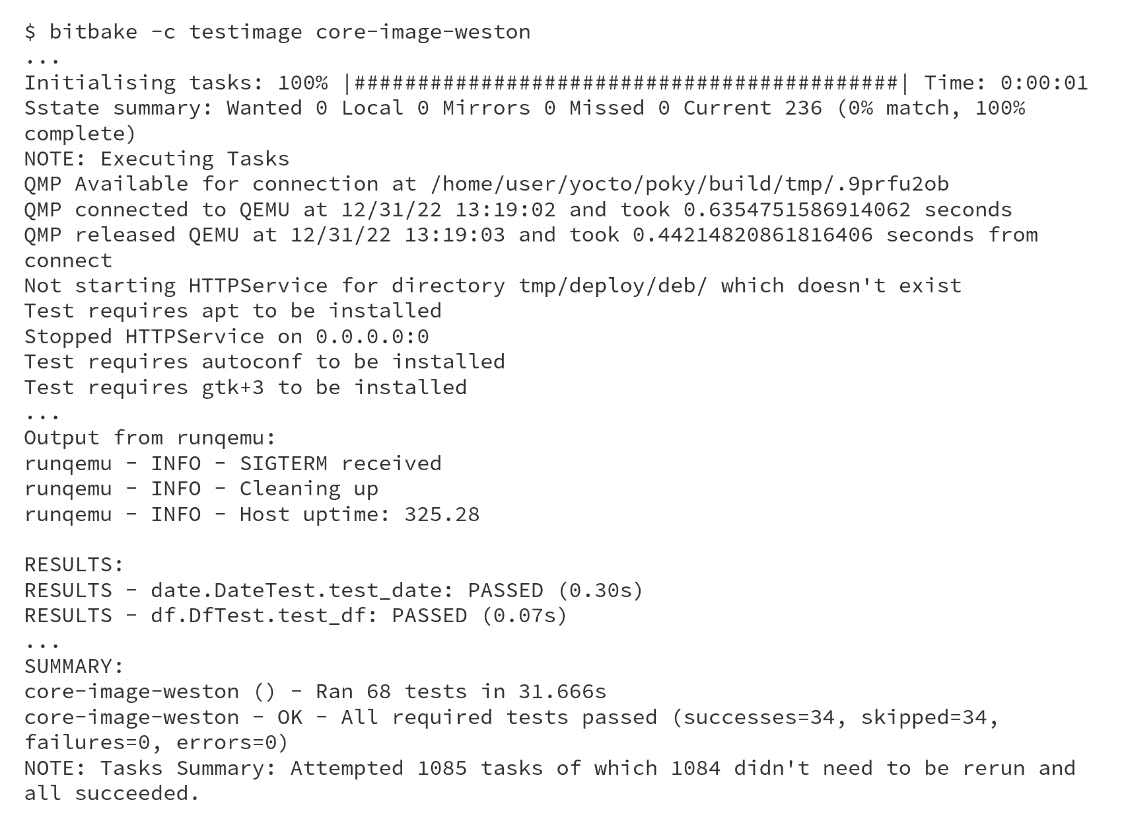 $ bitbake -c testimage core-image-weston
...
Initialising tasks: 100% |###########################################| Time: 0:00:01
Sstate summary: Wanted 0 Local 0 Mirrors 0 Missed 0 Current 236 (0% match, 100%
complete)
NOTE: Executing Tasks
QMP Available for connection at /home/user/yocto/poky/build/tmp/.9prfu2ob
QMP connected to QEMU at 12/31/22 13:19:02 and took 0.6354751586914062 seconds
QMP released QEMU at 12/31/22 13:19:03 and took 0.44214820861816406 seconds from
connect
Not starting HTTPService for directory tmp/deploy/deb/ which doesn't exist
Test requires apt to be installed
Stopped HTTPService on 0.0.0.0:0
Test requires autoconf to be installed
Test requires gtk+3 to be installed
...
Output from runqemu:
runqemu - INFO - SIGTERM received
runqemu - INFO - Cleaning up
runqemu - INFO - Host uptime: 325.28

RESULTS:
RESULTS - date.DateTest.test_date: PASSED (0.30s)
RESULTS - df.DfTest.test_df: PASSED (0.07s)
...
SUMMARY:
core-image-weston () - Ran 68 tests in 31.666s
core-image-weston - OK - All required tests passed (successes=34, skipped=34,
failures=0, errors=0)
NOTE: Tasks Summary: Attempted 1085 tasks of which 1084 didn't need to be rerun and
all succeeded.